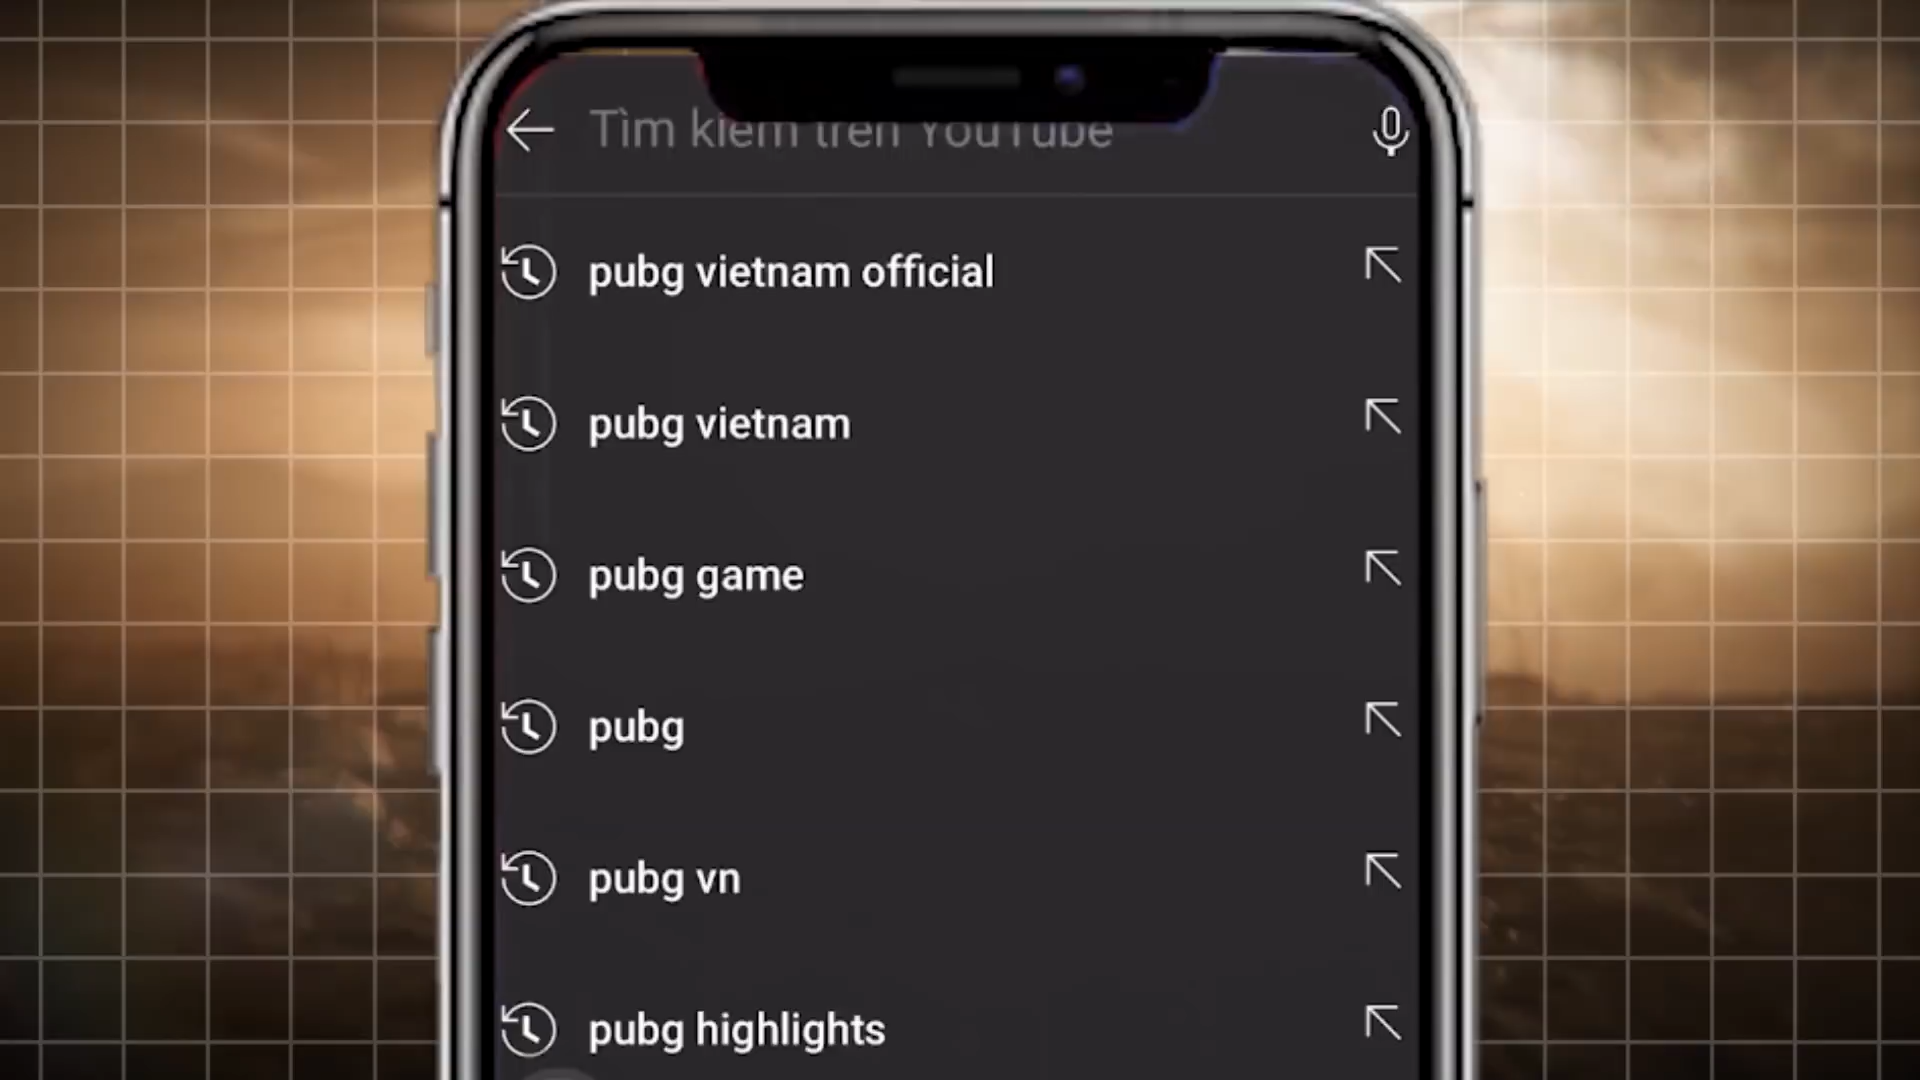 Tìm kiếm trên YouTube
pubg vietnam official
pubg vietnam
pubg game
pubg
pubg vn
pubg highlights